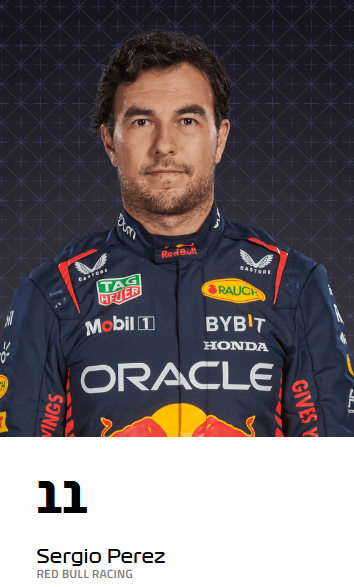 Red Bull
CASTORE
CASTORE
TAG
HEUER
RAUCH
Mobil 1
BYBIT
HONDA
ORACLE
WINGS
GIVES Y
11
Sergio Perez
RED BULL RACING